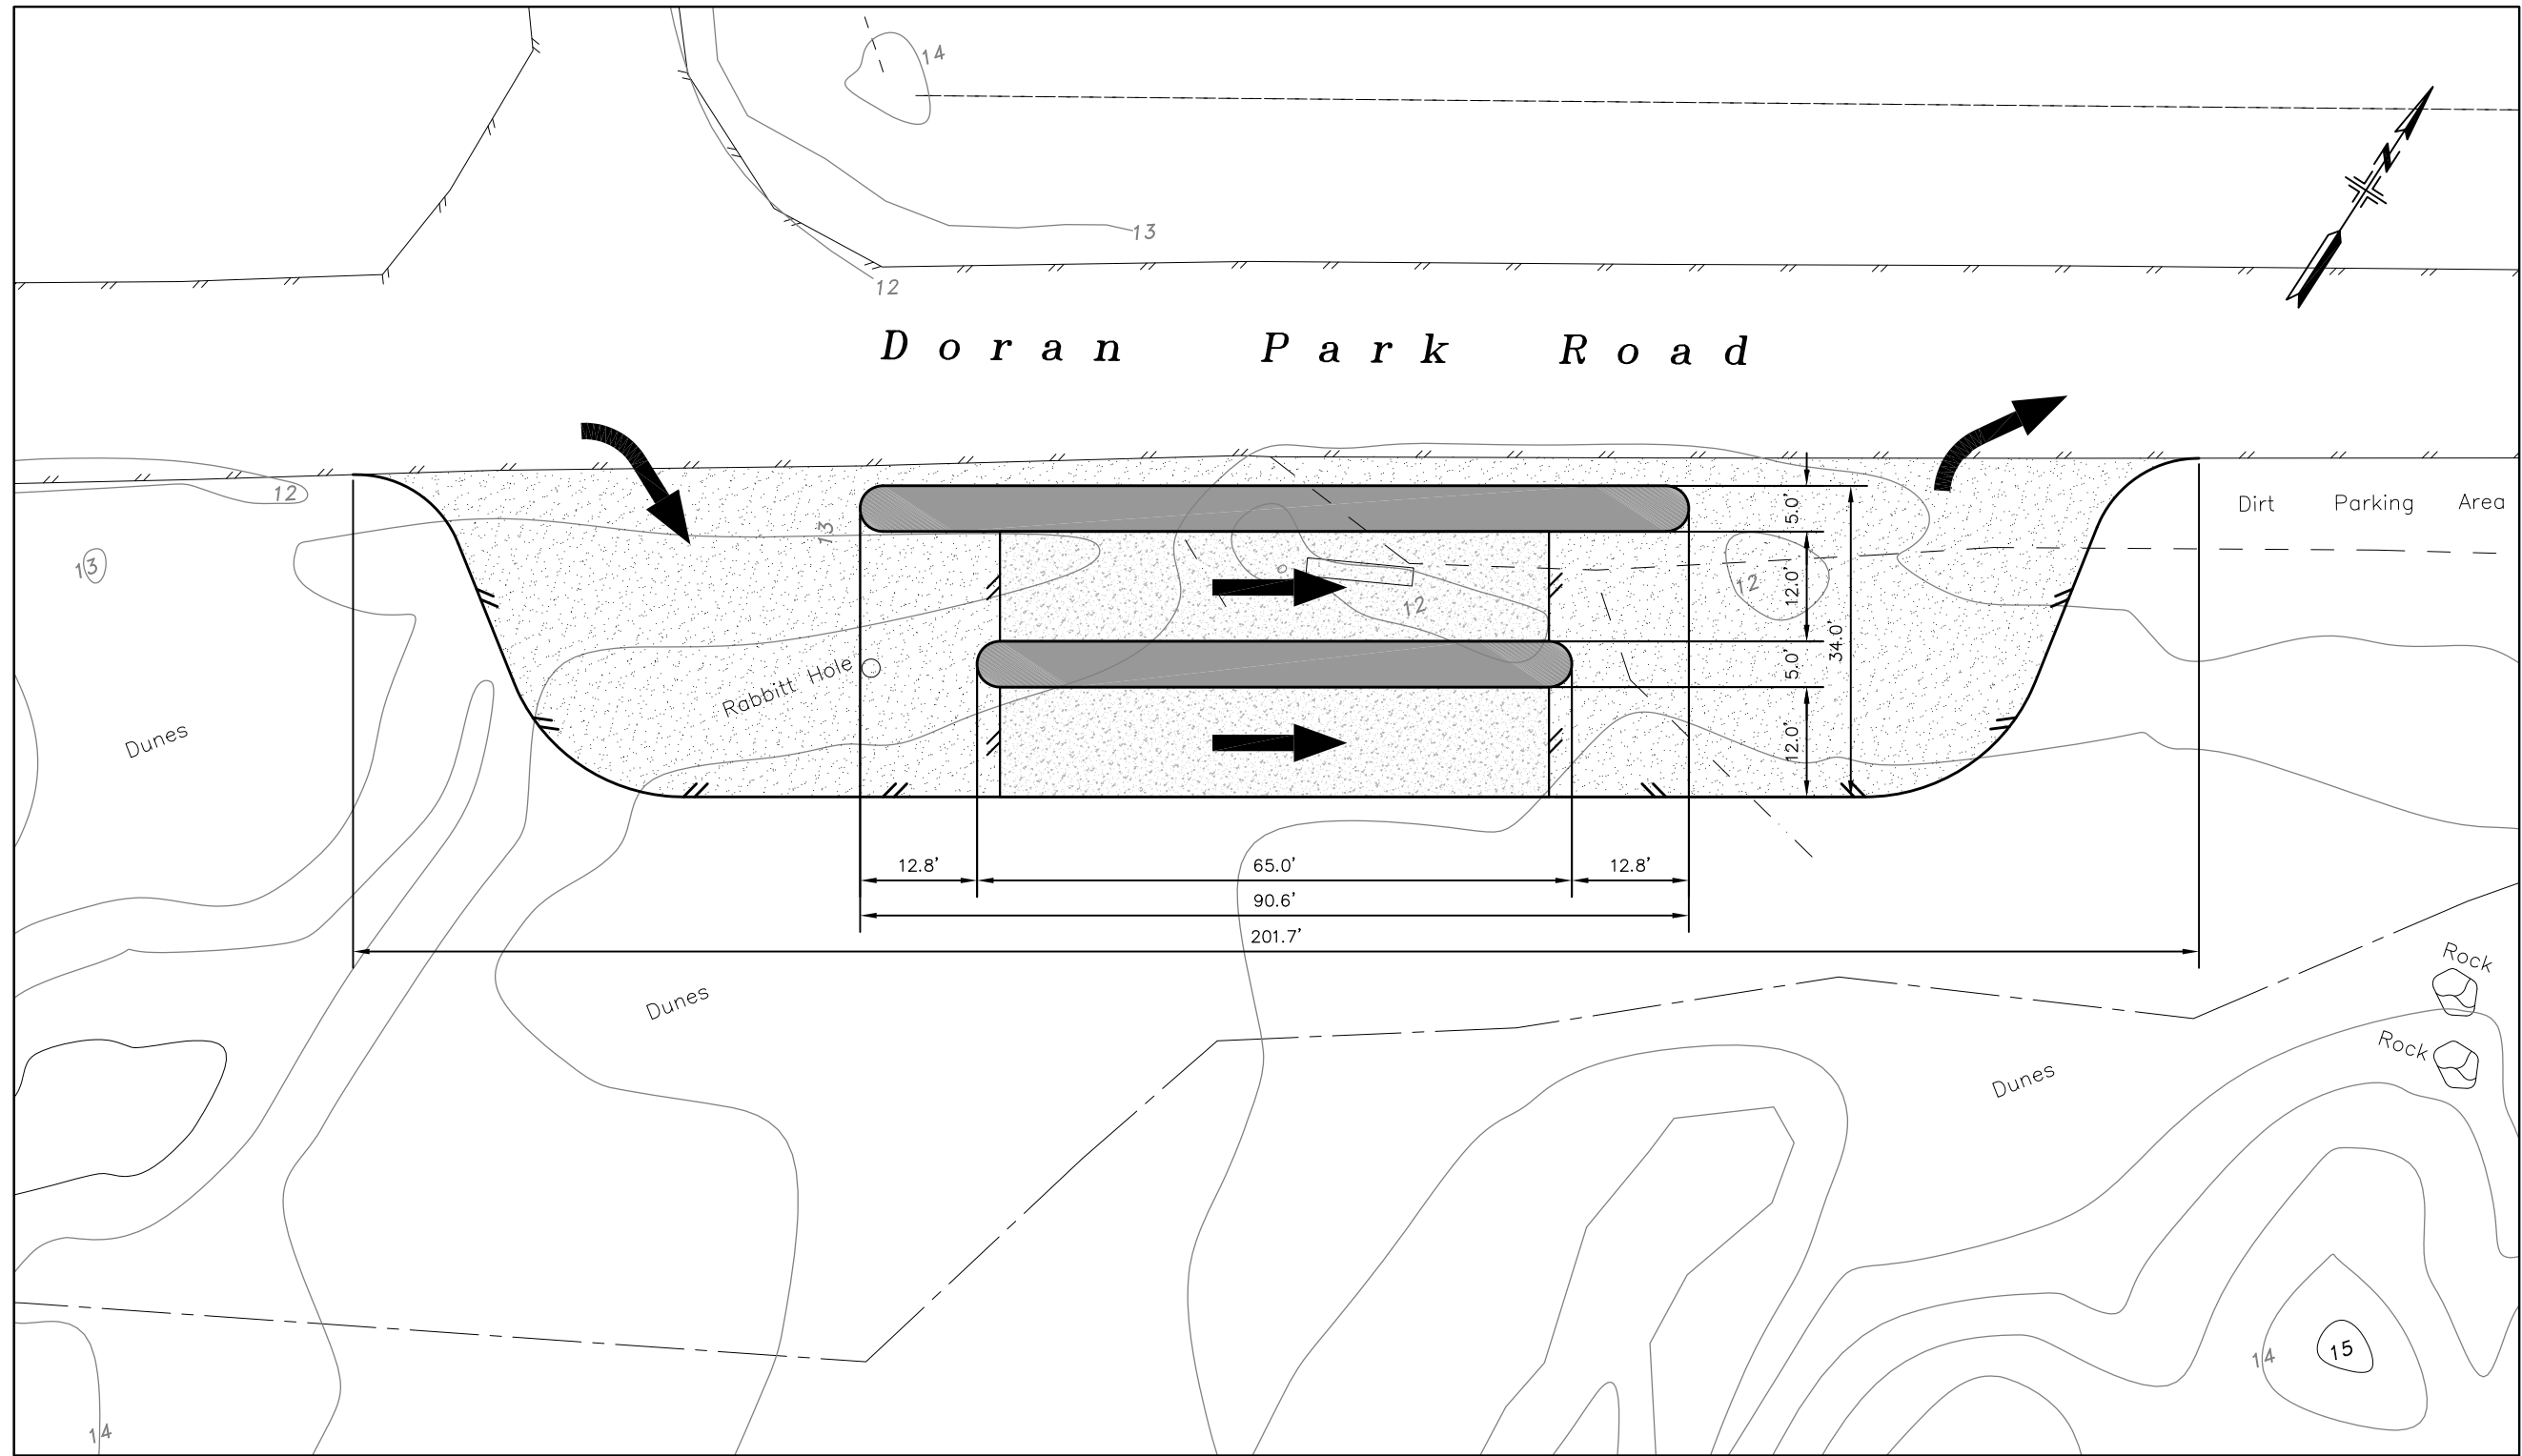 14
N
13
12
Doran Park Road
12
13
13
5.0'
Dirt Parking Area
12
12
12.0'
34.0'
5.0'
Rabbitt Hole
Dunes
12.0'
12.8'
65.0'
12.8'
90.6'
201.7'
Rock
Dunes
Rock
Dunes
14
15
14